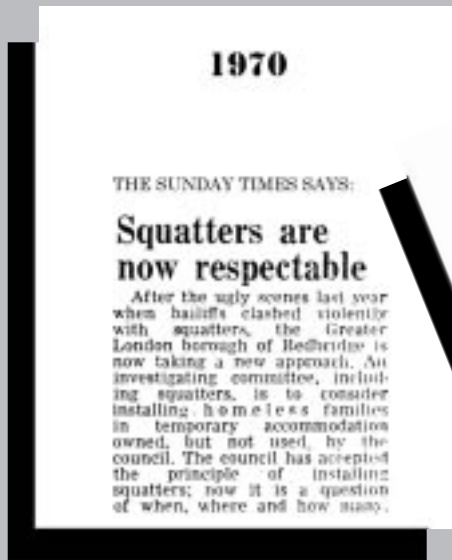 1970
THE SUNDAY TIMES SAYS:
Squatters are
now respectable
After the ugly scenes last year
when bailiffs clashed violently
with squatters, the Greater
London borough of Redbridge is
now taking a new approach. An
investigating committee, includ-
ing squatters, is to consider
installing homeless families
in temporary accommodation
owned, but not used, by the
council. The council has accepted
the principle of installing
squatters; now it is a question
of when, where and how many.